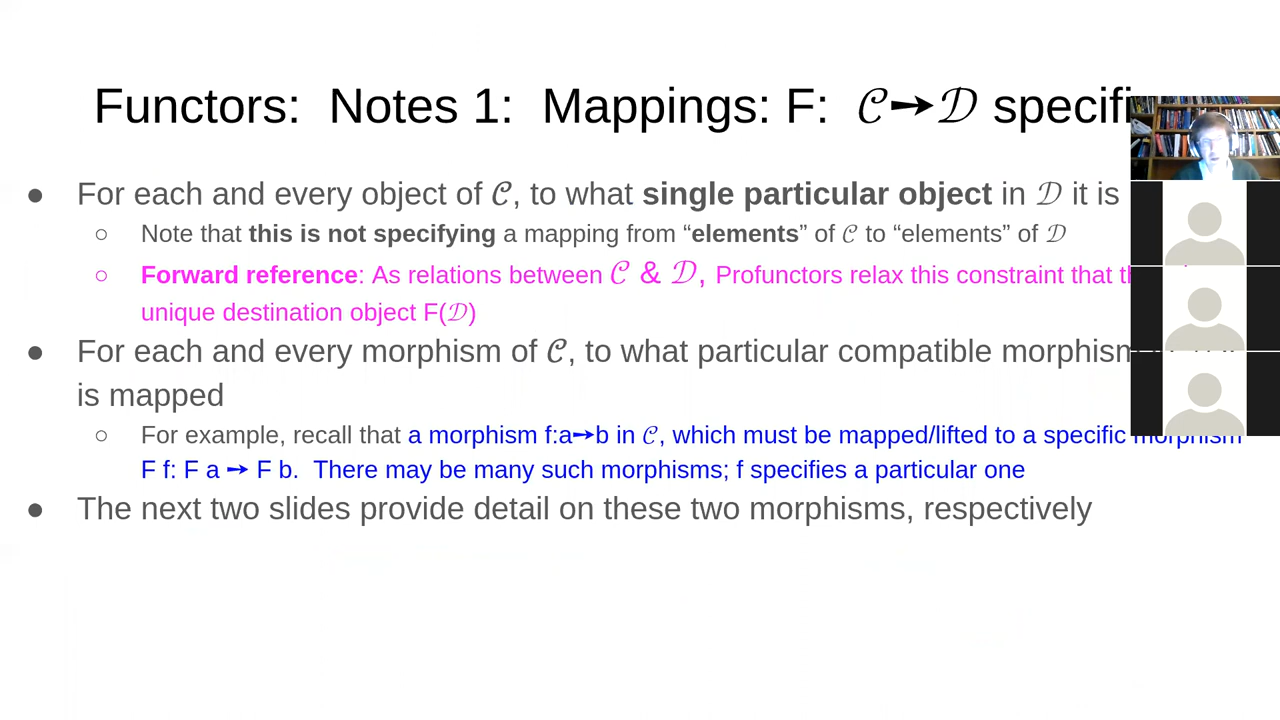 Functors: Notes 1: Mappings: F: 𝒞→𝒟
● For each and every object of 𝒞, to what single particular object in 𝒟 it is
○ Note that this is not specifying a mapping from “elements” of 𝒞 to “elements” of 𝒟
○ Forward reference: As relations between 𝒞 & 𝒟, Profunctors relax this constraint that
unique destination object F(𝒟)
● For each and every morphism of 𝒞, to what particular compatible morphism
is mapped
○ For example, recall that a morphism f:a→b in 𝒞, which must be mapped/lifted to a specific morphism
F f: F a → F b. There may be many such morphisms; f specifies a particular one
● The next two slides provide detail on these two morphisms, respectively